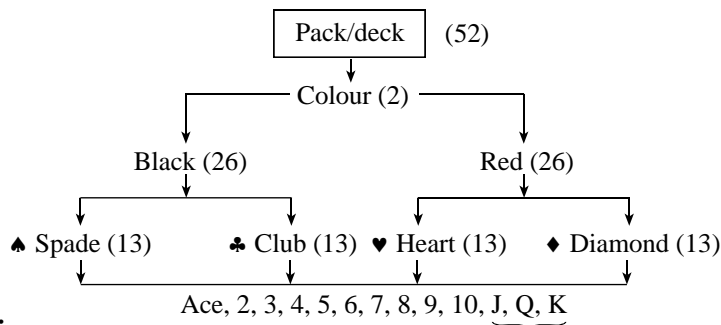 Pack/deck (52)
Colour (2)
Black (26) Red (26)
♠ Spade (13) ♣ Club (13) ♥ Heart (13) ♦ Diamond (13)
Ace, 2, 3, 4, 5, 6, 7, 8, 9, 10, J, Q, K